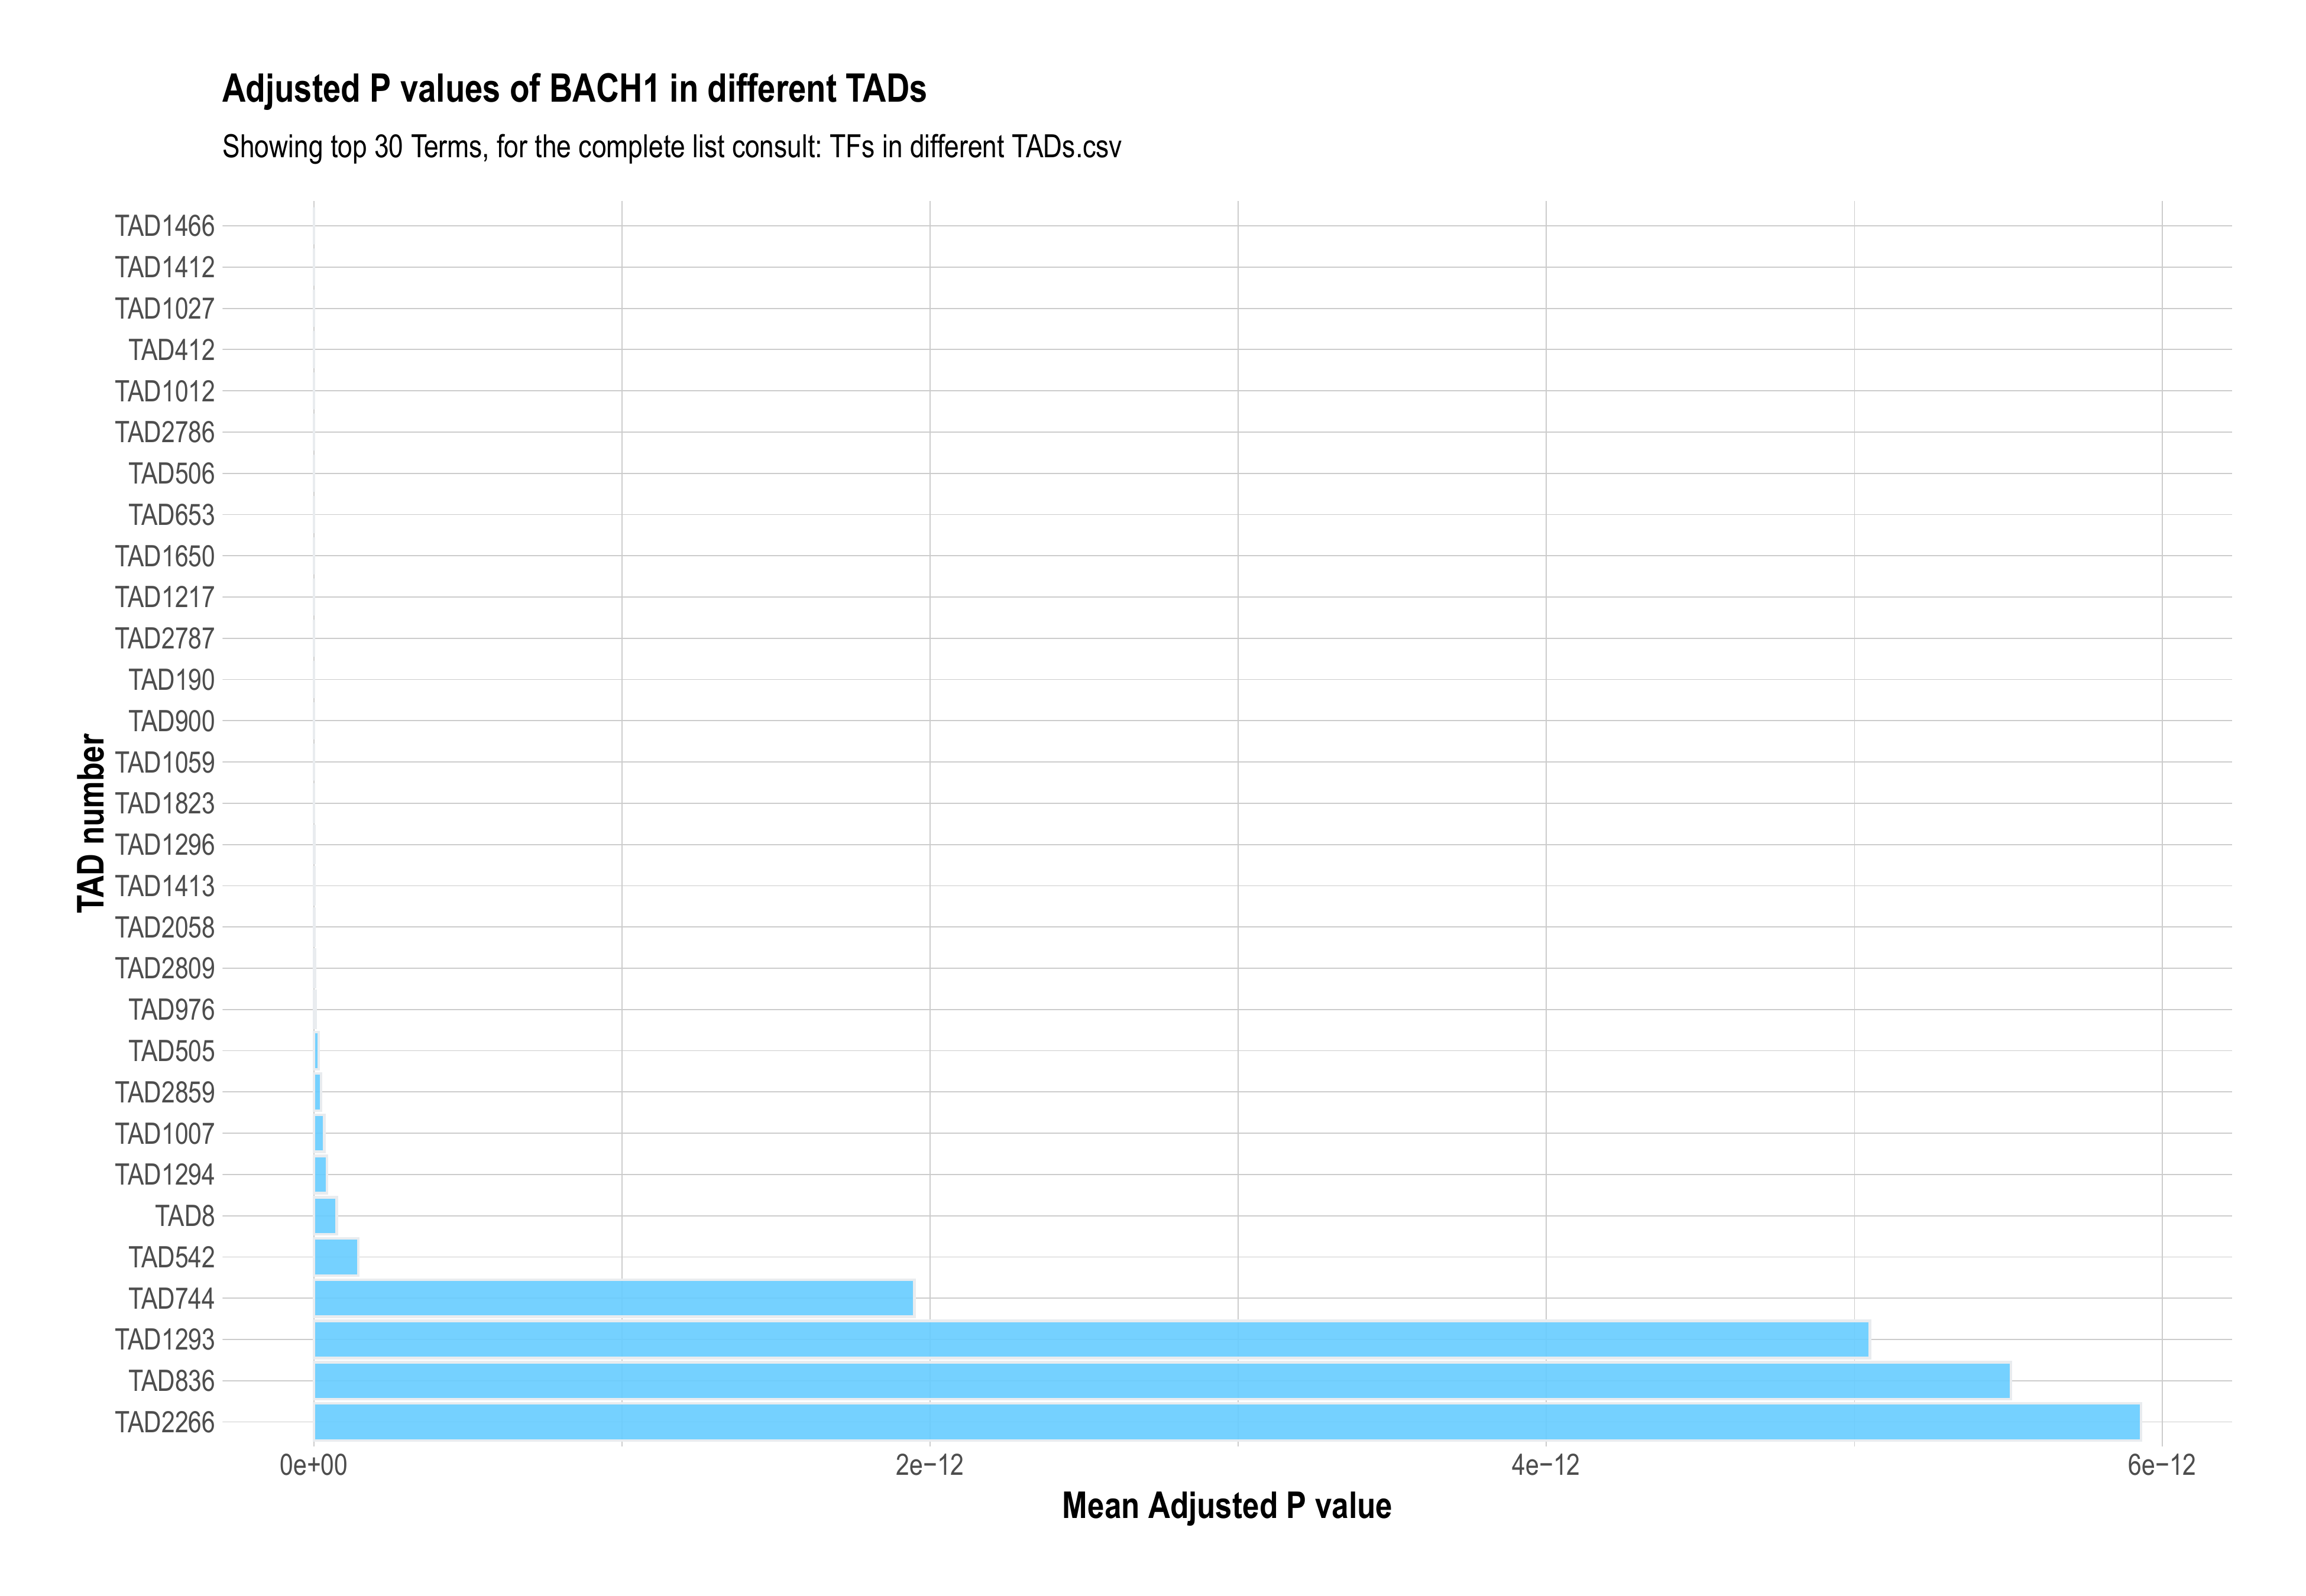 Adjusted P values of BACH1 in different TADs
Showing top 30 Terms, for the complete list consult: TFs in different TADs.csv
TAD number
TAD1466
TAD1412
TAD1027
TAD412
TAD1012
TAD2786
TAD506
TAD653
TAD1650
TAD1217
TAD2787
TAD190
TAD900
TAD1059
TAD1823
TAD1296
TAD1413
TAD2058
TAD2809
TAD976
TAD505
TAD2859
TAD1007
TAD1294
TAD8
TAD542
TAD744
TAD1293
TAD836
TAD2266
0e+00 2e−12 4e−12 6e−12
Mean Adjusted P value